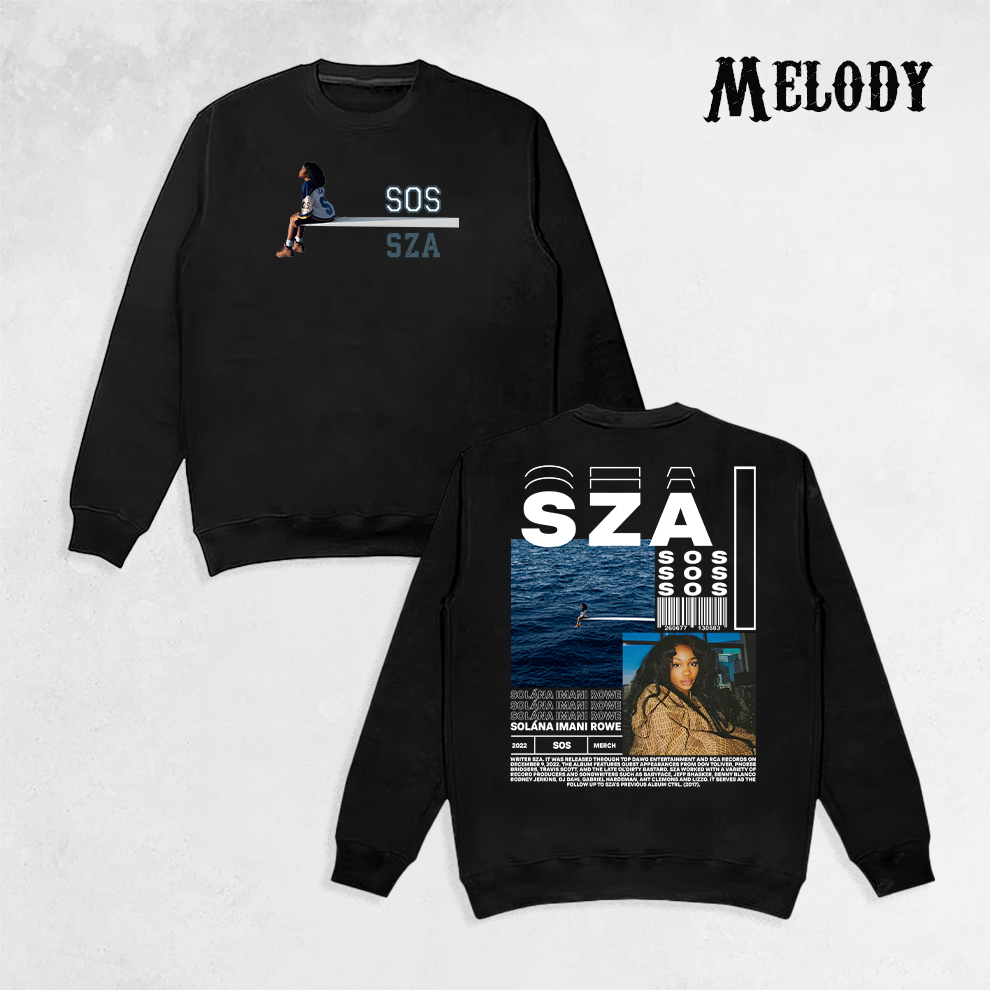 MELODY
SOS
SZA
SZA
SOS
SOS
SOS
260677 130583
SOLÁNA IMANI ROWE
SOLÁNA IMANI ROWE
SOLÁNA IMANI ROWE
SOLÁNA IMANI ROWE
2022 SOS MERCH
WRITER SZA. IT WAS RELEASED THROUGH TOP DAWG ENTERTAINMENT AND RCA RECORDS ON
DECEMBER 9, 2022. THE ALBUM FEATURES GUEST APPEARANCES FROM DON TOLIVER, PHOEBE
BRIDGERS, TRAVIS SCOTT, AND THE LATE OL'DIRTY BASTARD. SZA WORKED WITH A VARIETY OF
RECORD PRODUCERS AND SONGWRITERS SUCH AS BABYFACE, JEFF BHASKER, BENNY BLANCO
RODNEY JERKINS, DJ DAHI, GABRIEL HARDEMAN, ANT CLEMONS AND LIZZO. IT SERVES AS THE
FOLLOW UP TO SZA'S PREVIOUS ALBUM CTRL. (2017).